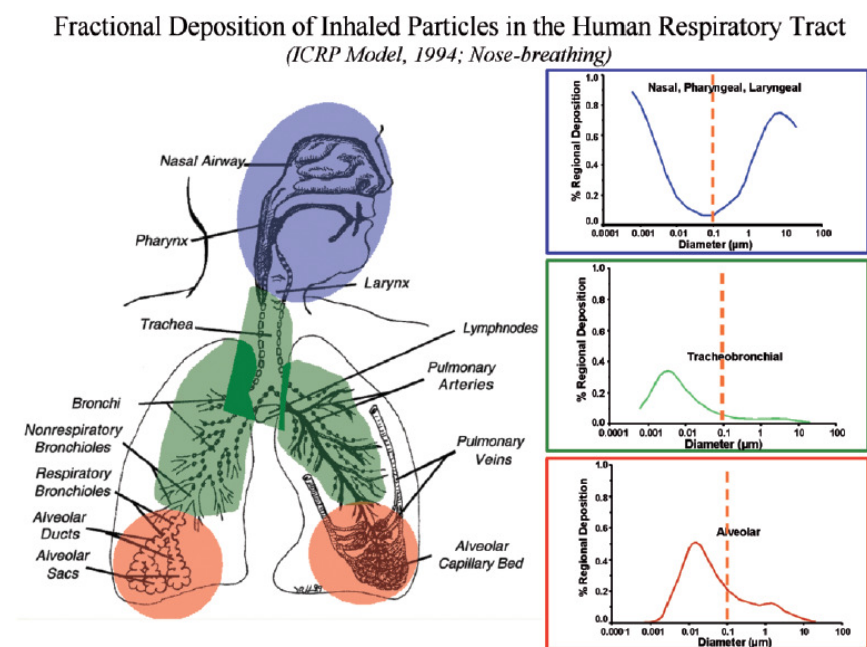 Fractional Deposition of Inhaled Particles in the Human Respiratory Tract
(ICRP Model, 1994; Nose-breathing)
Nasal Airway
Pharynx
Larynx
Trachea
Lymphnodes
Pulmonary
Arteries
Bronchi
Nonrespiratory
Bronchioles
Pulmonary
Veins
Respiratory
Bronchioles
Alveolar
Ducts
Alveolar
Sacs
Alveolar
Capillary Bed
Nasal, Pharyngeal, Laryngeal
% Regional Deposition
1.0
0.8
0.6
0.4
0.2
0.0
0.0001 0.001 0.01 0.1 1 10 100
Diameter (µm)
Tracheobronchial
% Regional Deposition
1.0
0.8
0.6
0.4
0.2
0
0.0001 0.001 0.01 0.1 1 10 100
Diameter (µm)
Alveolar
% Regional Deposition
1.0
0.8
0.6
0.4
0.2
0.0
0.0001 0.001 0.01 0.1 1 10 100
Diameter (µm)